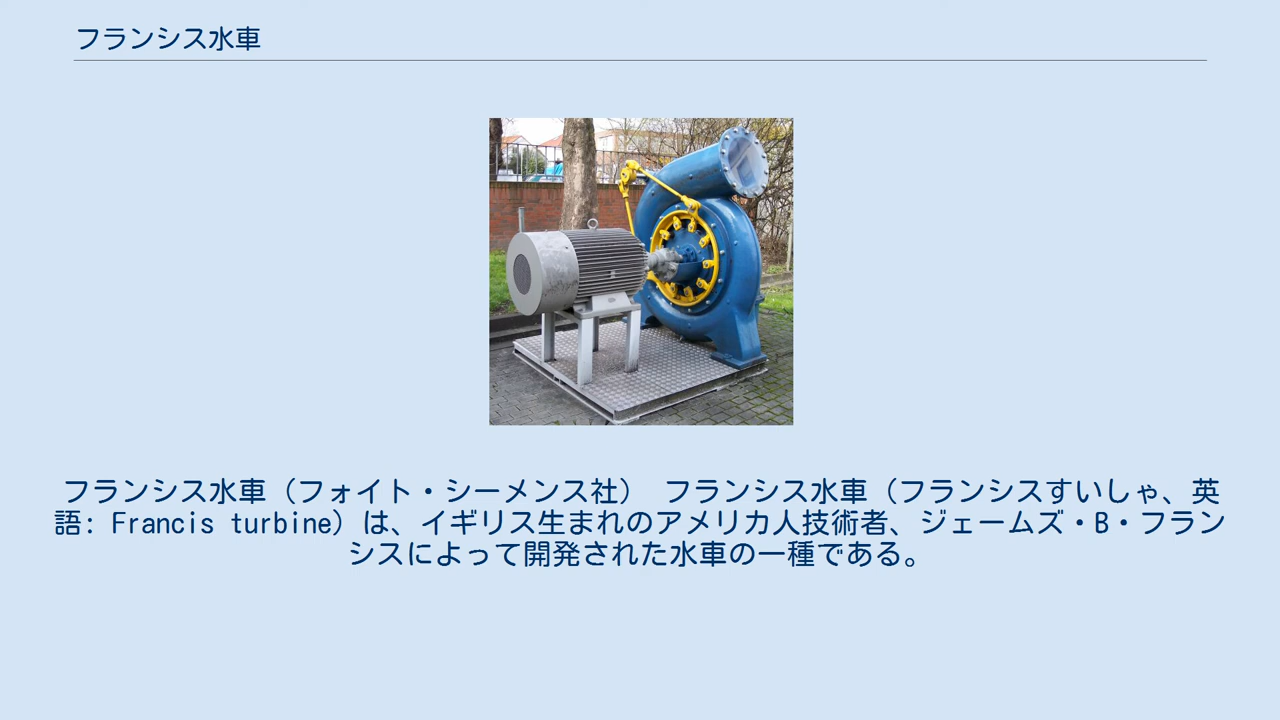 フランシス水車
フランシス水車（フォイト・シーメンス社） フランシス水車（フランシスすいしゃ、英
語: Francis turbine）は、イギリス生まれのアメリカ人技術者、ジェームズ・B・フラン
シスによって開発された水車の一種である。